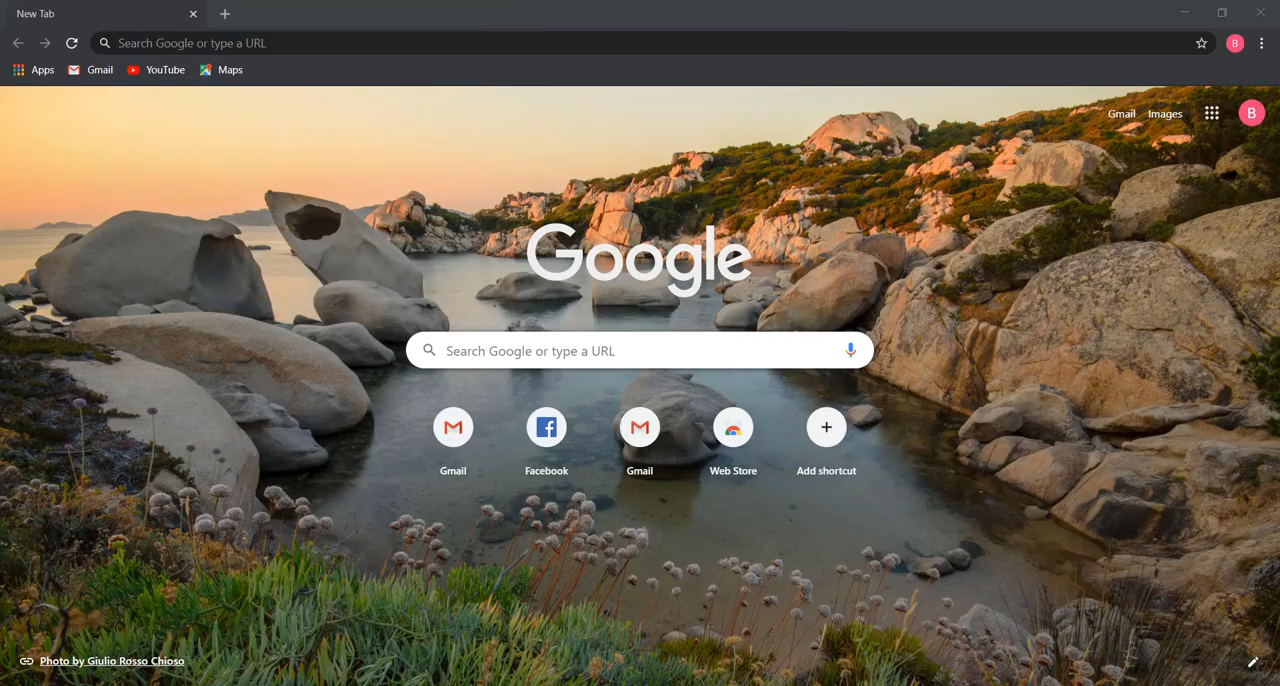 New Tab
Search Google or type a URL
B
Apps
Gmail
YouTube
Maps
Gmail
Images
B
Google
Search Google or type a URL
Gmail
Facebook
Gmail
Web Store
Add shortcut
Photo by Giulio Rosso Chioso